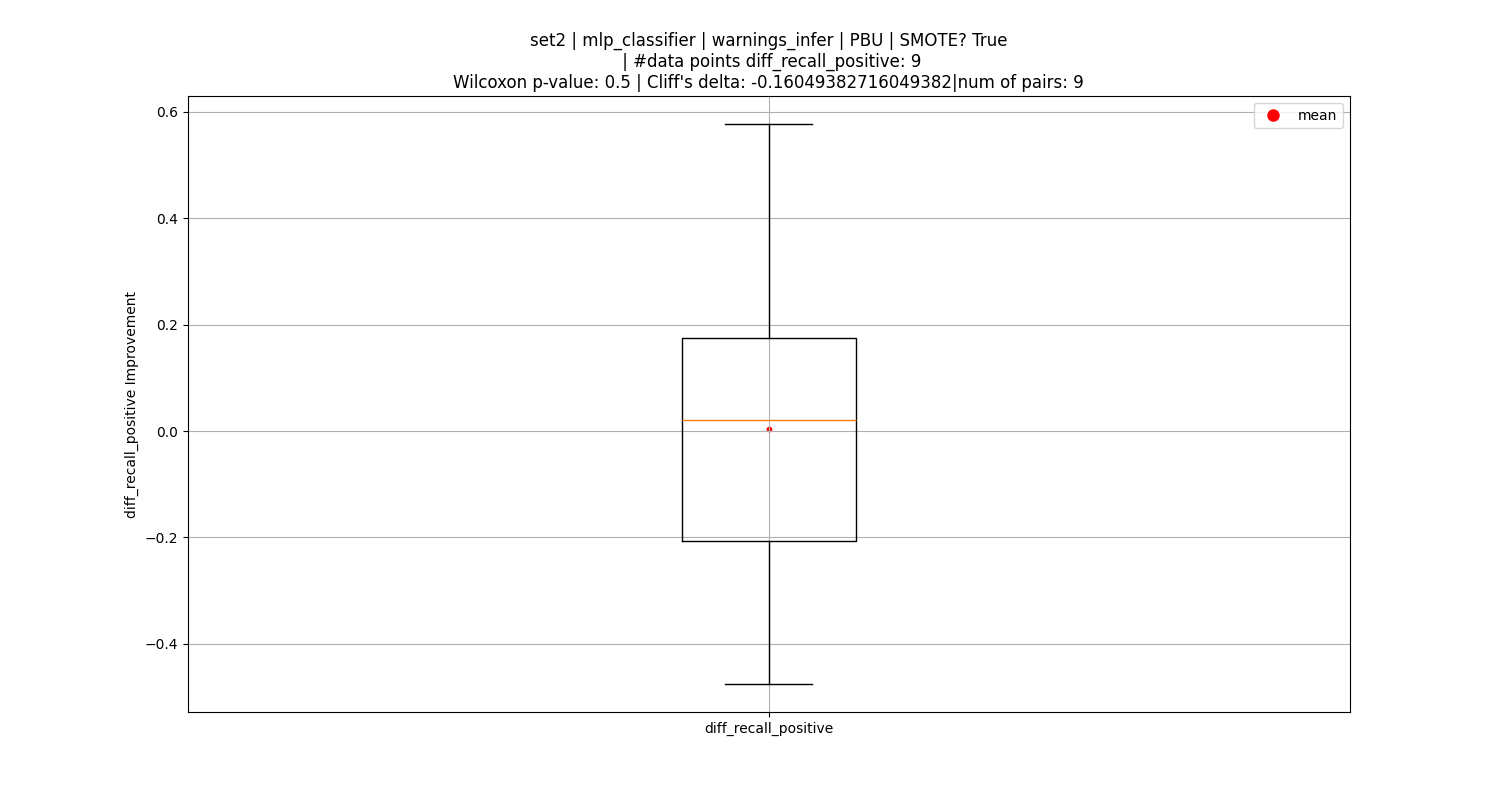 set2 | mlp_classifier | warnings_infer | PBU | SMOTE? True
| #data points diff_recall_positive: 9
Wilcoxon p-value: 0.5 | Cliff's delta: -0.16049382716049382|num of pairs: 9
mean
0.6
0.4
0.2
0.0
−0.2
−0.4
diff_recall_positive Improvement
diff_recall_positive